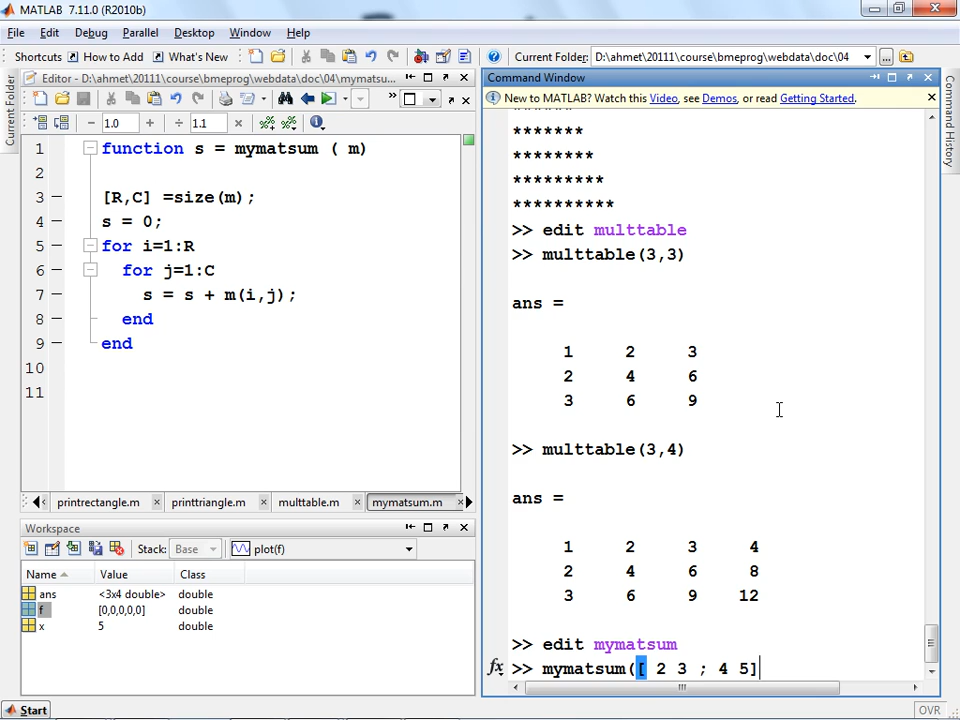 MATLAB 7.11.0 (R2010b)
File Edit Debug Parallel Desktop Window Help
Shortcuts How to Add What's New Current Folder: D:\ahmet\20111\course\bmeprog\webdata\doc\04
Current Folder
Editor - D:\ahmet\20111\course\bmeprog\webdata\doc\04\mymatsu...
1.0 1.1
1 function s = mymatsum ( m)
2
3 [R,C] =size(m);
4 s = 0;
5 for i=1:R
6 for j=1:C
7 s = s + m(i,j);
8 end
9 end
10
11
printrectangle.m printtriangle.m multtable.m mymatsum.m
Workspace
Stack: Base plot(f)
Name Value Class
ans <3x4 double> double
f [0,0,0,0,0] double
x 5 double
Command Window
New to MATLAB? Watch this Video, see Demos, or read Getting Started.
*******
********
*********
**********
>> edit multtable
>> multtable(3,3)
ans =
1 2 3
2 4 6
3 6 9
>> multtable(3,4)
ans =
1 2 3 4
2 4 6 8
3 6 9 12
>> edit mymatsum
fx >> mymatsum([ 2 3 ; 4 5]
Command History
Start
OVR